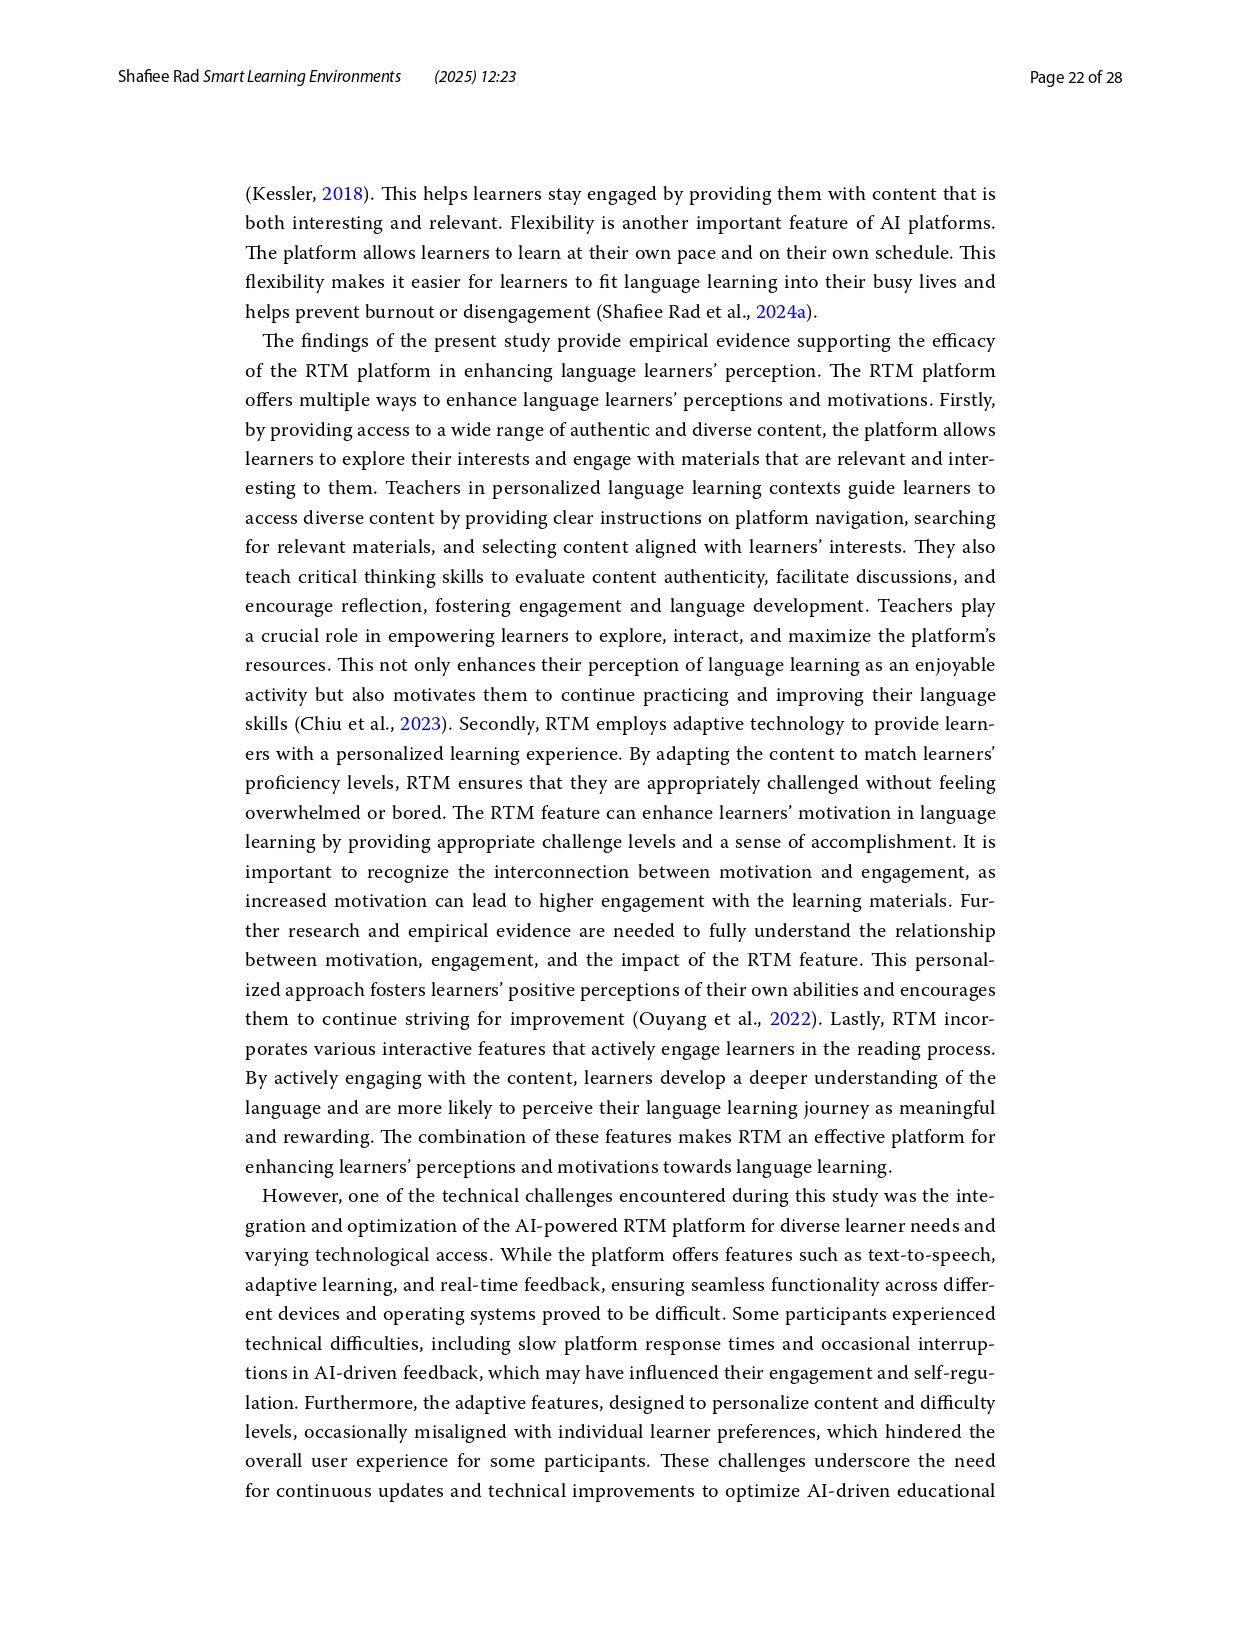 Shafiee Rad Smart Learning Environments (2025) 12:23
Page 22 of 28
(Kessler, 2018). This helps learners stay engaged by providing them with content that is
both interesting and relevant. Flexibility is another important feature of AI platforms.
The platform allows learners to learn at their own pace and on their own schedule. This
flexibility makes it easier for learners to fit language learning into their busy lives and
helps prevent burnout or disengagement (Shafiee Rad et al., 2024a).
The findings of the present study provide empirical evidence supporting the efficacy
of the RTM platform in enhancing language learners’ perception. The RTM platform
offers multiple ways to enhance language learners’ perceptions and motivations. Firstly,
by providing access to a wide range of authentic and diverse content, the platform allows
learners to explore their interests and engage with materials that are relevant and inter-
esting to them. Teachers in personalized language learning contexts guide learners to
access diverse content by providing clear instructions on platform navigation, searching
for relevant materials, and selecting content aligned with learners’ interests. They also
teach critical thinking skills to evaluate content authenticity, facilitate discussions, and
encourage reflection, fostering engagement and language development. Teachers play
a crucial role in empowering learners to explore, interact, and maximize the platform’s
resources. This not only enhances their perception of language learning as an enjoyable
activity but also motivates them to continue practicing and improving their language
skills (Chiu et al., 2023). Secondly, RTM employs adaptive technology to provide learn-
ers with a personalized learning experience. By adapting the content to match learners’
proficiency levels, RTM ensures that they are appropriately challenged without feeling
overwhelmed or bored. The RTM feature can enhance learners’ motivation in language
learning by providing appropriate challenge levels and a sense of accomplishment. It is
important to recognize the interconnection between motivation and engagement, as
increased motivation can lead to higher engagement with the learning materials. Fur-
ther research and empirical evidence are needed to fully understand the relationship
between motivation, engagement, and the impact of the RTM feature. This personal-
ized approach fosters learners’ positive perceptions of their own abilities and encourages
them to continue striving for improvement (Ouyang et al., 2022). Lastly, RTM incor-
porates various interactive features that actively engage learners in the reading process.
By actively engaging with the content, learners develop a deeper understanding of the
language and are more likely to perceive their language learning journey as meaningful
and rewarding. The combination of these features makes RTM an effective platform for
enhancing learners’ perceptions and motivations towards language learning.
However, one of the technical challenges encountered during this study was the inte-
gration and optimization of the AI-powered RTM platform for diverse learner needs and
varying technological access. While the platform offers features such as text-to-speech,
adaptive learning, and real-time feedback, ensuring seamless functionality across differ-
ent devices and operating systems proved to be difficult. Some participants experienced
technical difficulties, including slow platform response times and occasional interrup-
tions in AI-driven feedback, which may have influenced their engagement and self-regu-
lation. Furthermore, the adaptive features, designed to personalize content and difficulty
levels, occasionally misaligned with individual learner preferences, which hindered the
overall user experience for some participants. These challenges underscore the need
for continuous updates and technical improvements to optimize AI-driven educational